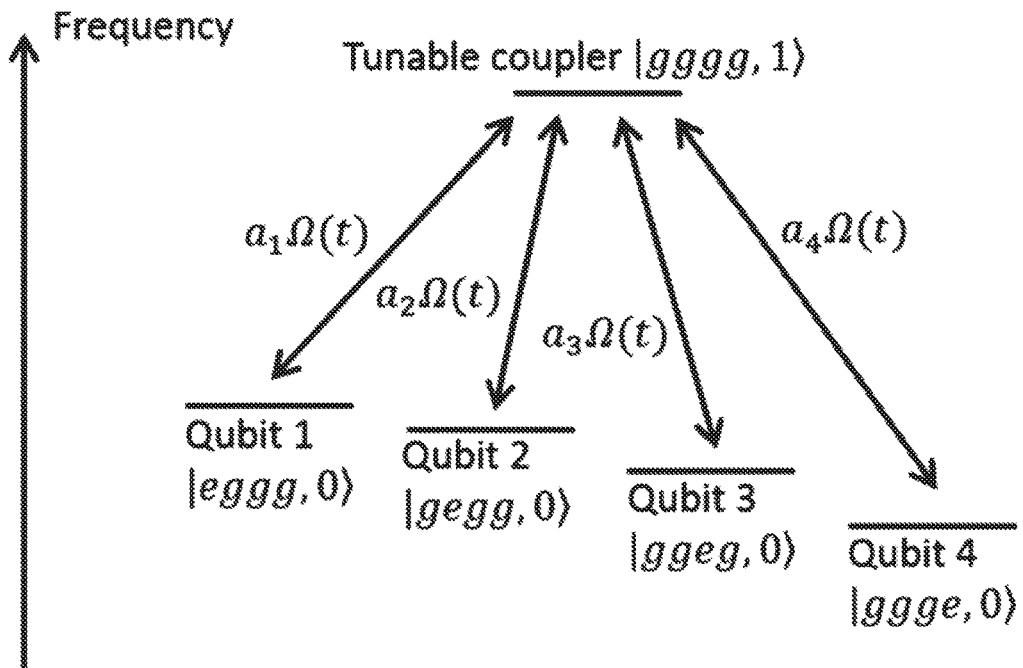 Frequency
Tunable coupler |gggg, 1⟩
a₁Ω(t)
a₂Ω(t)
a₃Ω(t)
a₄Ω(t)
Qubit 1
|eggg, 0⟩
Qubit 2
|gegg, 0⟩
Qubit 3
|ggeg, 0⟩
Qubit 4
|ggge, 0⟩